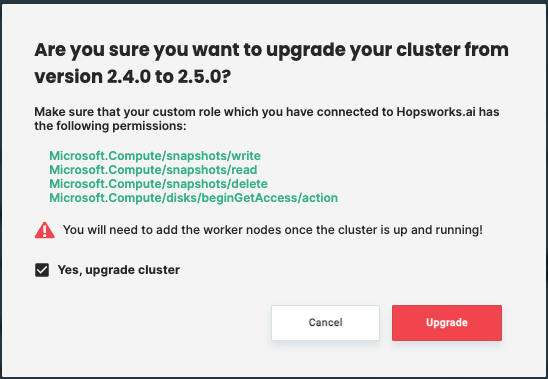 Are you sure you want to upgrade your cluster from
version 2.4.0 to 2.5.0?
Make sure that your custom role which you have connected to Hopsworks.ai has
the following permissions:
Microsoft.Compute/snapshots/write
Microsoft.Compute/snapshots/read
Microsoft.Compute/snapshots/delete
Microsoft.Compute/disks/beginGetAccess/action
You will need to add the worker nodes once the cluster is up and running!
Yes, upgrade cluster
Cancel
Upgrade